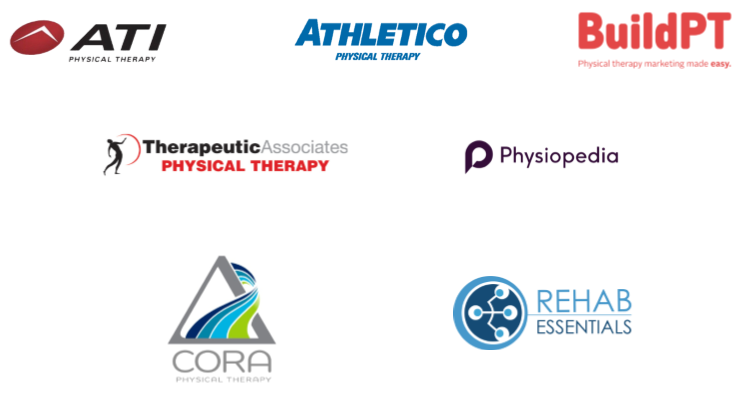 ATI
PHYSICAL THERAPY
ATHLETICO
PHYSICAL THERAPY
BuildPT
Physical therapy marketing made easy.
TherapeuticAssociates
PHYSICAL THERAPY
Physiopedia
CORA
PHYSICAL THERAPY
REHAB
ESSENTIALS